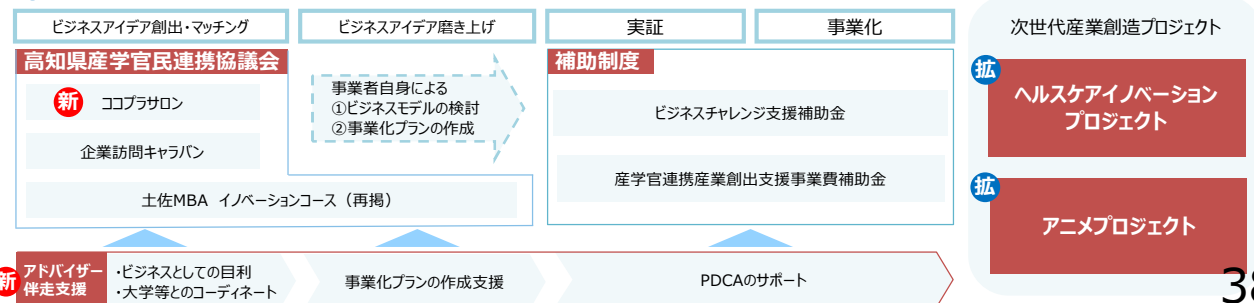 ビジネスアイデア創出・マッチング
ビジネスアイデア磨き上げ
実証
事業化
高知県産学官民連携協議会
新
ココプラサロン
企業訪問キャラバン
土佐MBA イノベーションコース（再掲）
事業者自身による
①ビジネスモデルの検討
②事業化プランの作成
補助制度
ビジネスチャレンジ支援補助金
産学官連携産業創出支援事業費補助金
次世代産業創造プロジェクト
拡
ヘルスケアイノベーション
プロジェクト
拡
アニメプロジェクト
新
アドバイザー
伴走支援
・ビジネスとしての目利
・大学等とのコーディネート
事業化プランの作成支援
PDCAのサポート
38